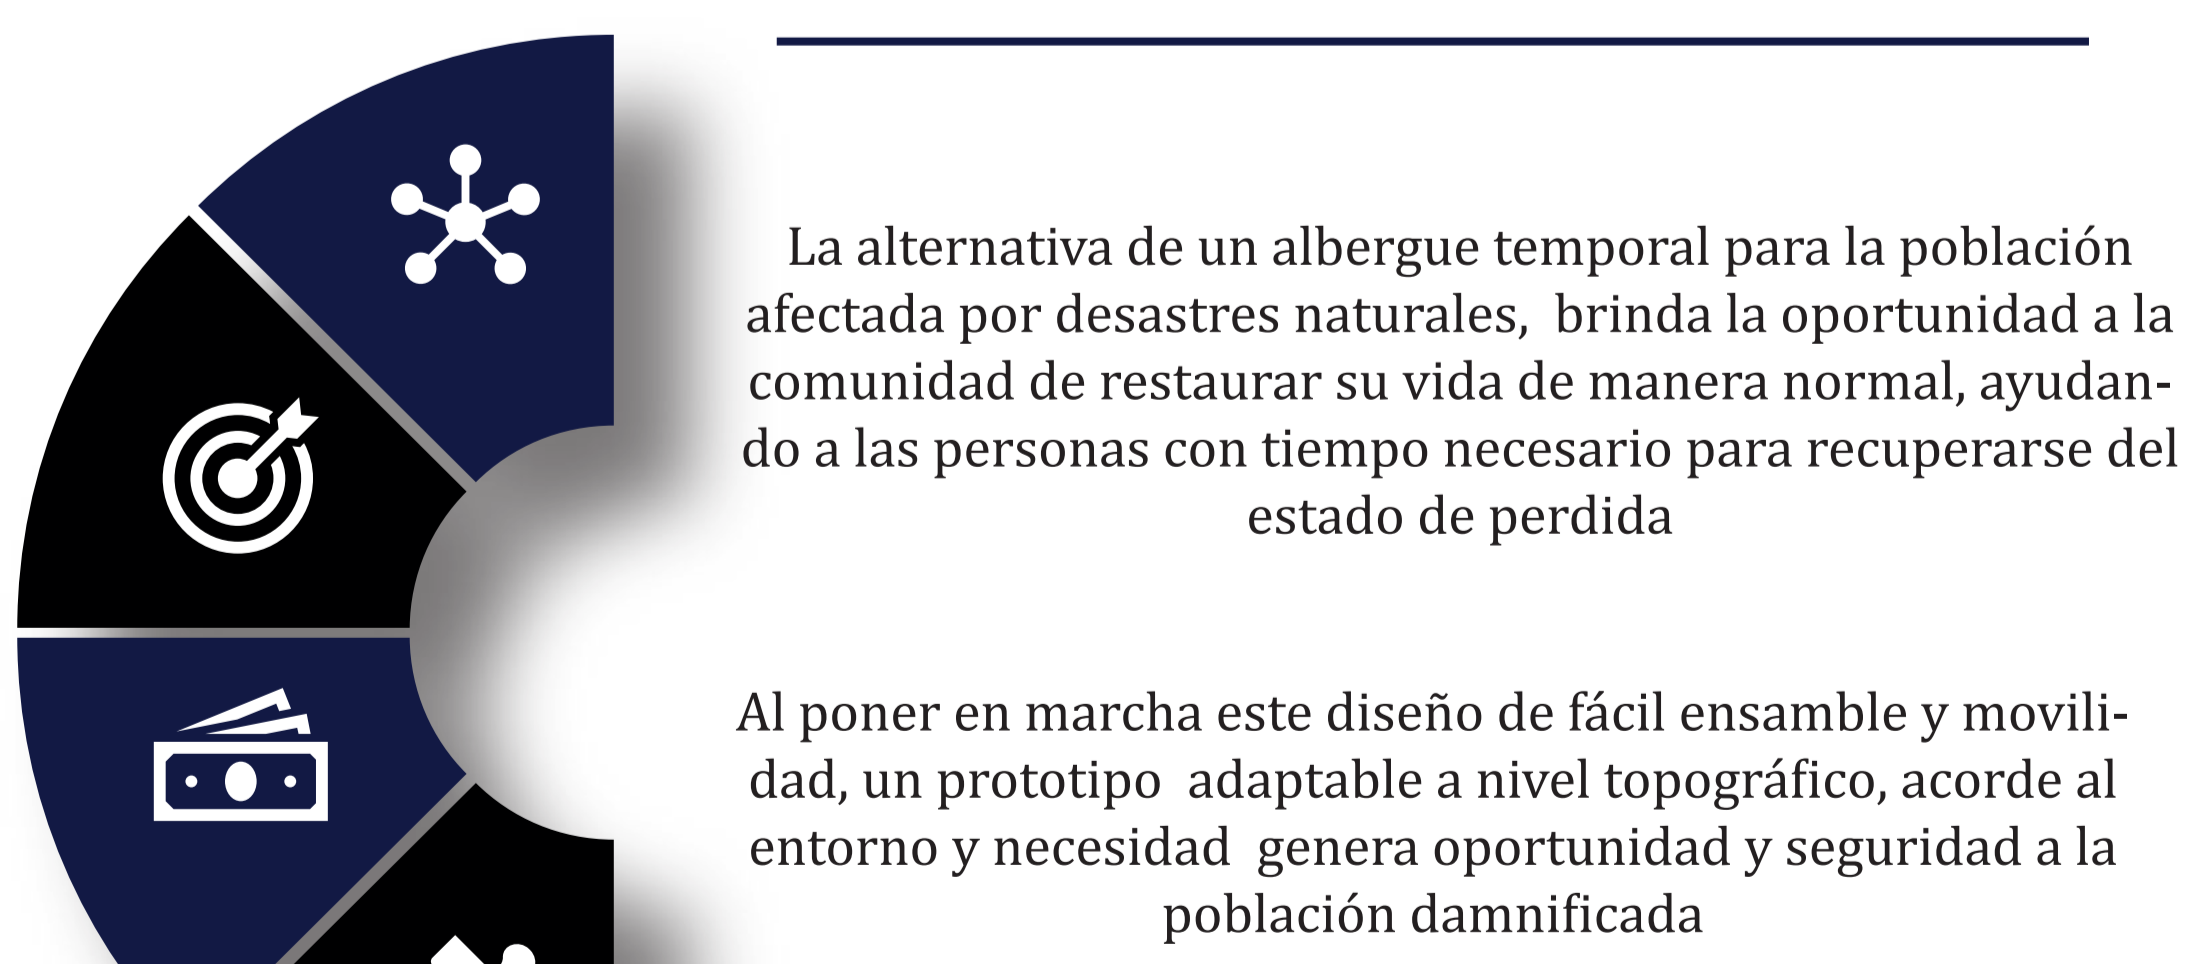 La alternativa de un albergue temporal para la población
afectada por desastres naturales,  brinda la oportunidad a la
comunidad de restaurar su vida de manera normal, ayudan-
do a las personas con tiempo necesario para recuperarse del
estado de perdida
Al poner en marcha este diseño de fácil ensamble y movili-
dad, un prototipo  adaptable a nivel topográfico, acorde al
entorno y necesidad  genera oportunidad y seguridad a la
población damnificada